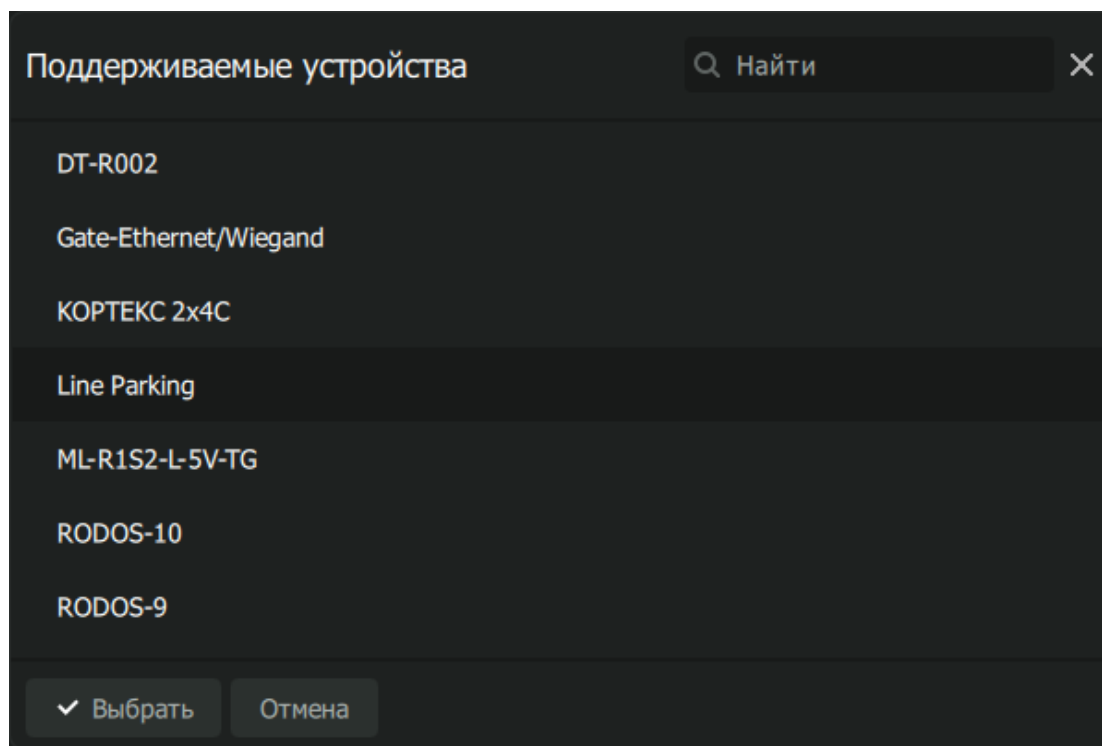 Поддерживаемые устройства
Найти
DT-R002
Gate-Ethernet/Wiegand
КОРТЕКС 2x4C
Line Parking
ML-R1S2-L-5V-TG
RODOS-10
RODOS-9
Выбрать
Отмена